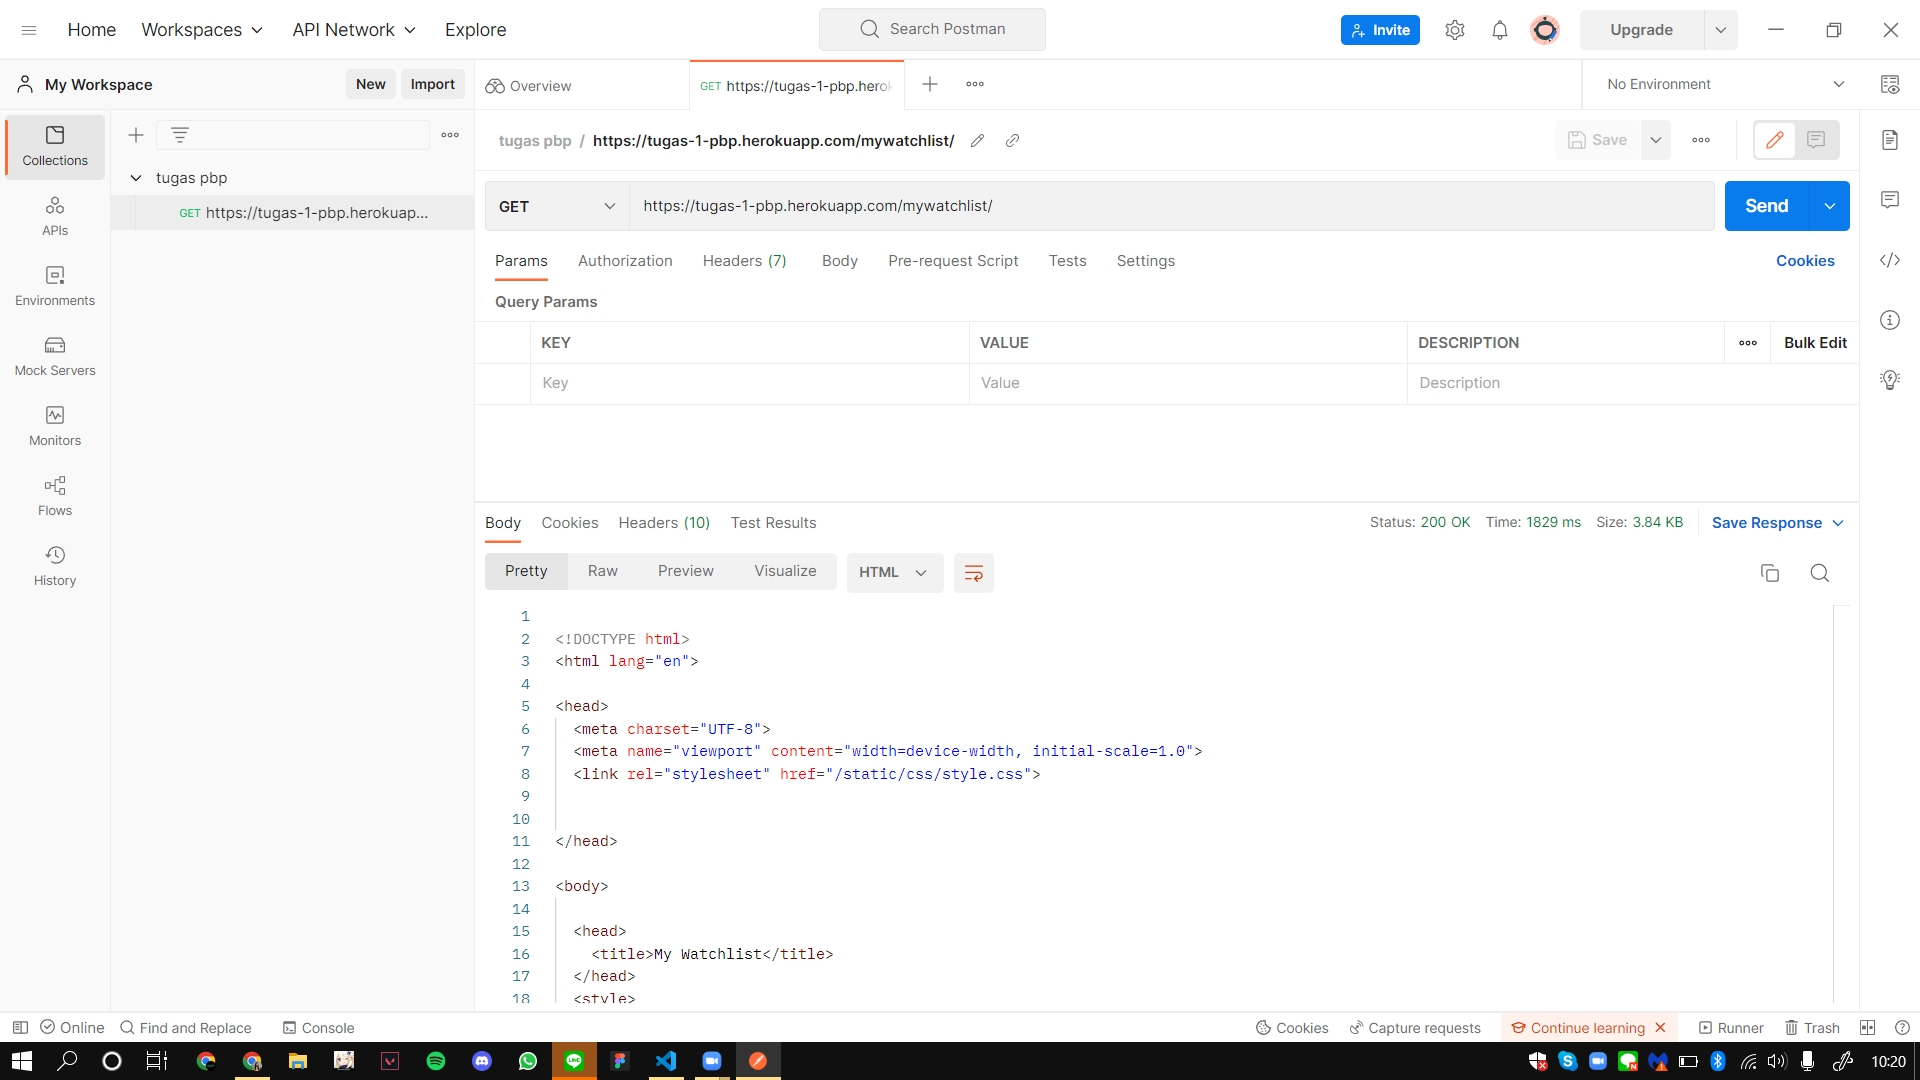 Home Workspaces API Network Explore Search Postman Invite Upgrade
My Workspace New Import Overview GET https://tugas-1-pbp.herok No Environment
Collections
APIs
Environments
Mock Servers
Monitors
Flows
History
tugas pbp
GET https://tugas-1-pbp.herokuap...
tugas pbp / https://tugas-1-pbp.herokuapp.com/mywatchlist/ Save
GET https://tugas-1-pbp.herokuapp.com/mywatchlist/ Send
Params Authorization Headers (7) Body Pre-request Script Tests Settings Cookies
Query Params
KEY VALUE DESCRIPTION Bulk Edit
Key Value Description
Body Cookies Headers (10) Test Results Status: 200 OK Time: 1829 ms Size: 3.84 KB Save Response
Pretty Raw Preview Visualize HTML
1
2 <!DOCTYPE html>
3 <html lang="en">
4
5 <head>
6 <meta charset="UTF-8">
7 <meta name="viewport" content="width=device-width, initial-scale=1.0">
8 <link rel="stylesheet" href="/static/css/style.css">
9
10
11 </head>
12
13 <body>
14
15 <head>
16 <title>My Watchlist</title>
17 </head>
18 <style>
Online Find and Replace Console Cookies Capture requests Continue learning Runner Trash
10:20